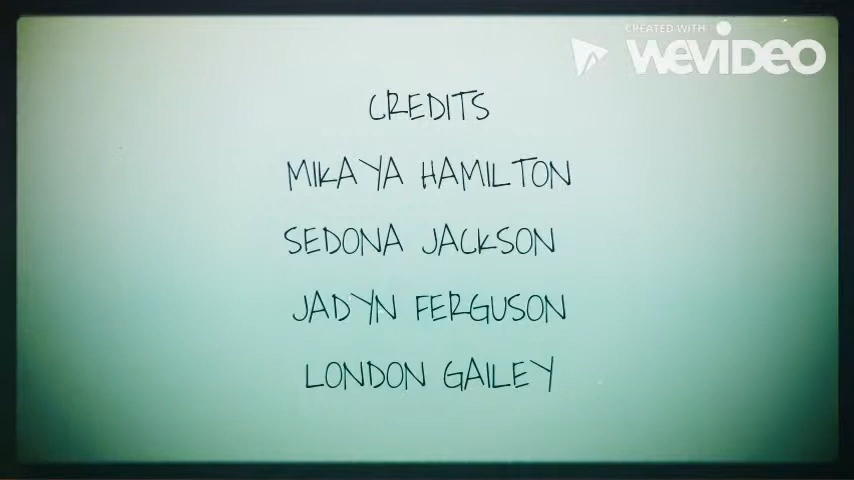 CREATED WITH
WEVIDEO
CREDITS
MIKAYA HAMILTON
SEDONA JACKSON
JADYN FERGUSON
LONDON GAILEY